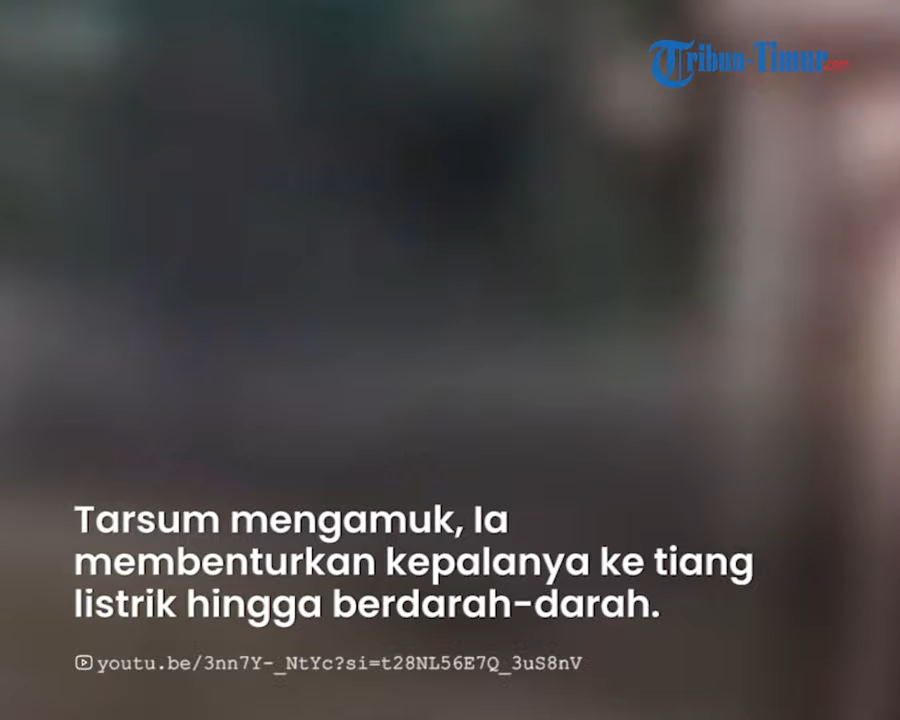 Tribun-Timur.com
Tarsum mengamuk, Ia
membenturkan kepalanya ke tiang
listrik hingga berdarah-darah.
youtu.be/3nn7Y-_NtYc?si=t28NL56E7Q_3uS8nV